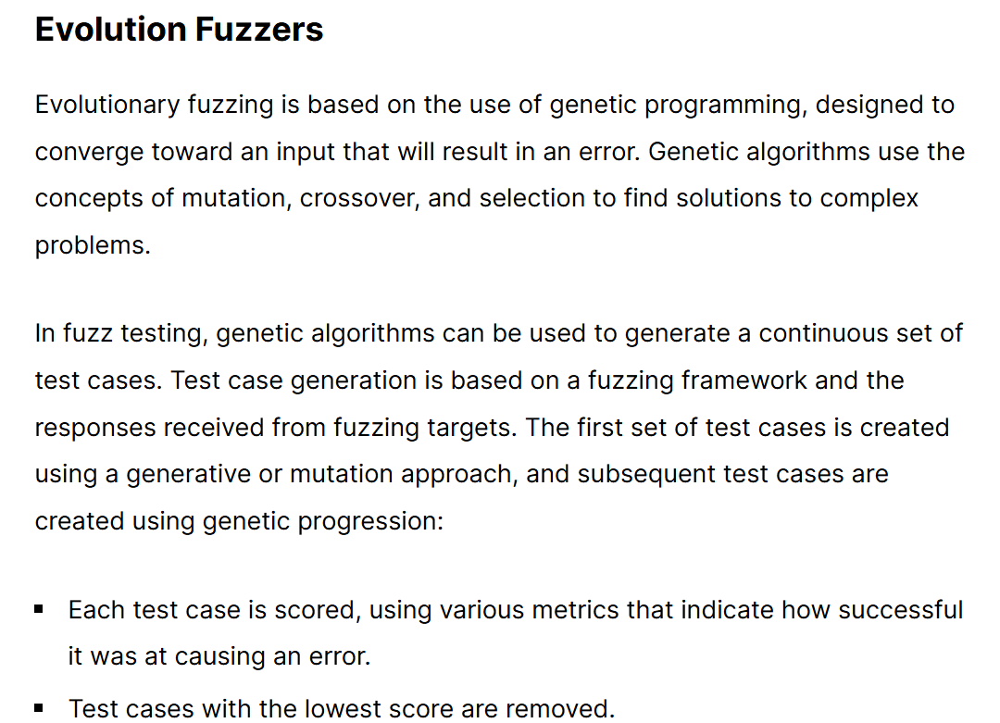 Evolution Fuzzers
Evolutionary fuzzing is based on the use of genetic programming, designed to
converge toward an input that will result in an error. Genetic algorithms use the
concepts of mutation, crossover, and selection to find solutions to complex
problems.
In fuzz testing, genetic algorithms can be used to generate a continuous set of
test cases. Test case generation is based on a fuzzing framework and the
responses received from fuzzing targets. The first set of test cases is created
using a generative or mutation approach, and subsequent test cases are
created using genetic progression:
▪ Each test case is scored, using various metrics that indicate how successful
it was at causing an error.
▪ Test cases with the lowest score are removed.